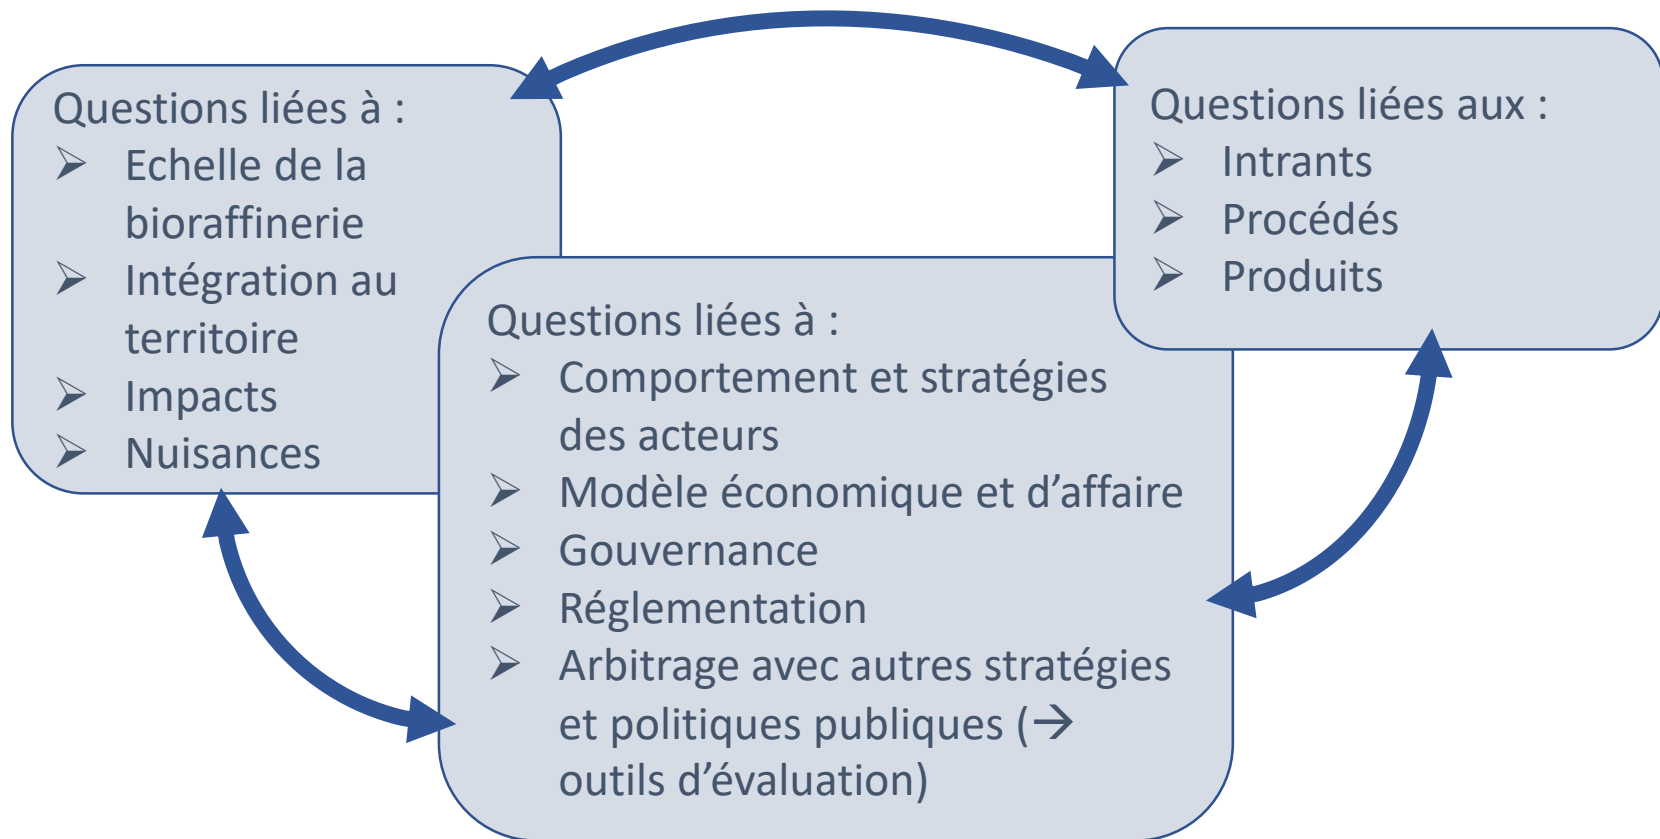 Questions liées à :
➢ Echelle de la
bioraffinerie
➢ Intégration au
territoire
➢ Impacts
➢ Nuisances
Questions liées aux :
➢ Intrants
➢ Procédés
➢ Produits
Questions liées à :
➢ Comportement et stratégies
des acteurs
➢ Modèle économique et d’affaire
➢ Gouvernance
➢ Réglementation
➢ Arbitrage avec autres stratégies
et politiques publiques (→
outils d’évaluation)